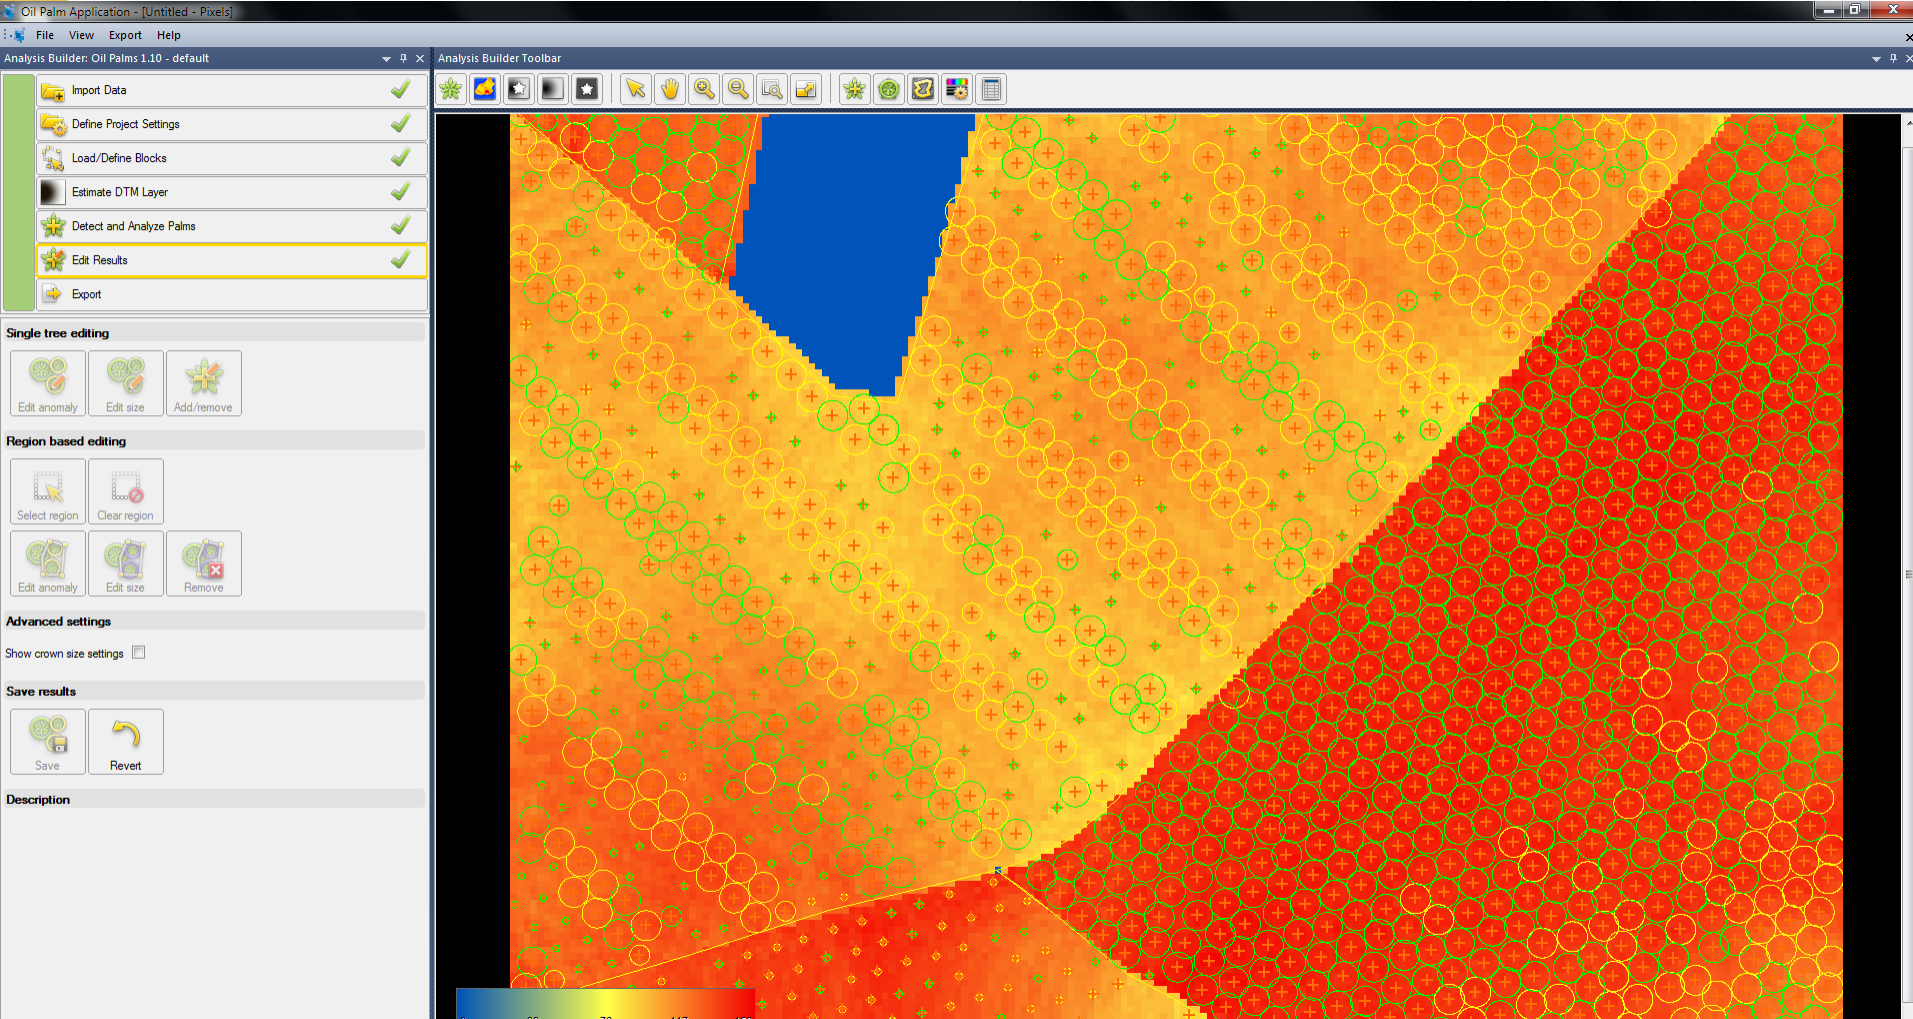 Oil Palm Application - [Untitled - Pixels]
File View Export Help
Analysis Builder: Oil Palms 1.10 - default
Analysis Builder Toolbar
Import Data
Define Project Settings
Load/Define Blocks
Estimate DTM Layer
Detect and Analyze Palms
Edit Results
Export
Single tree editing
Edit anomaly Edit size Add/remove
Region based editing
Select region Clear region
Edit anomaly Edit size Remove
Advanced settings
Show crown size settings
Save results
Save Revert
Description